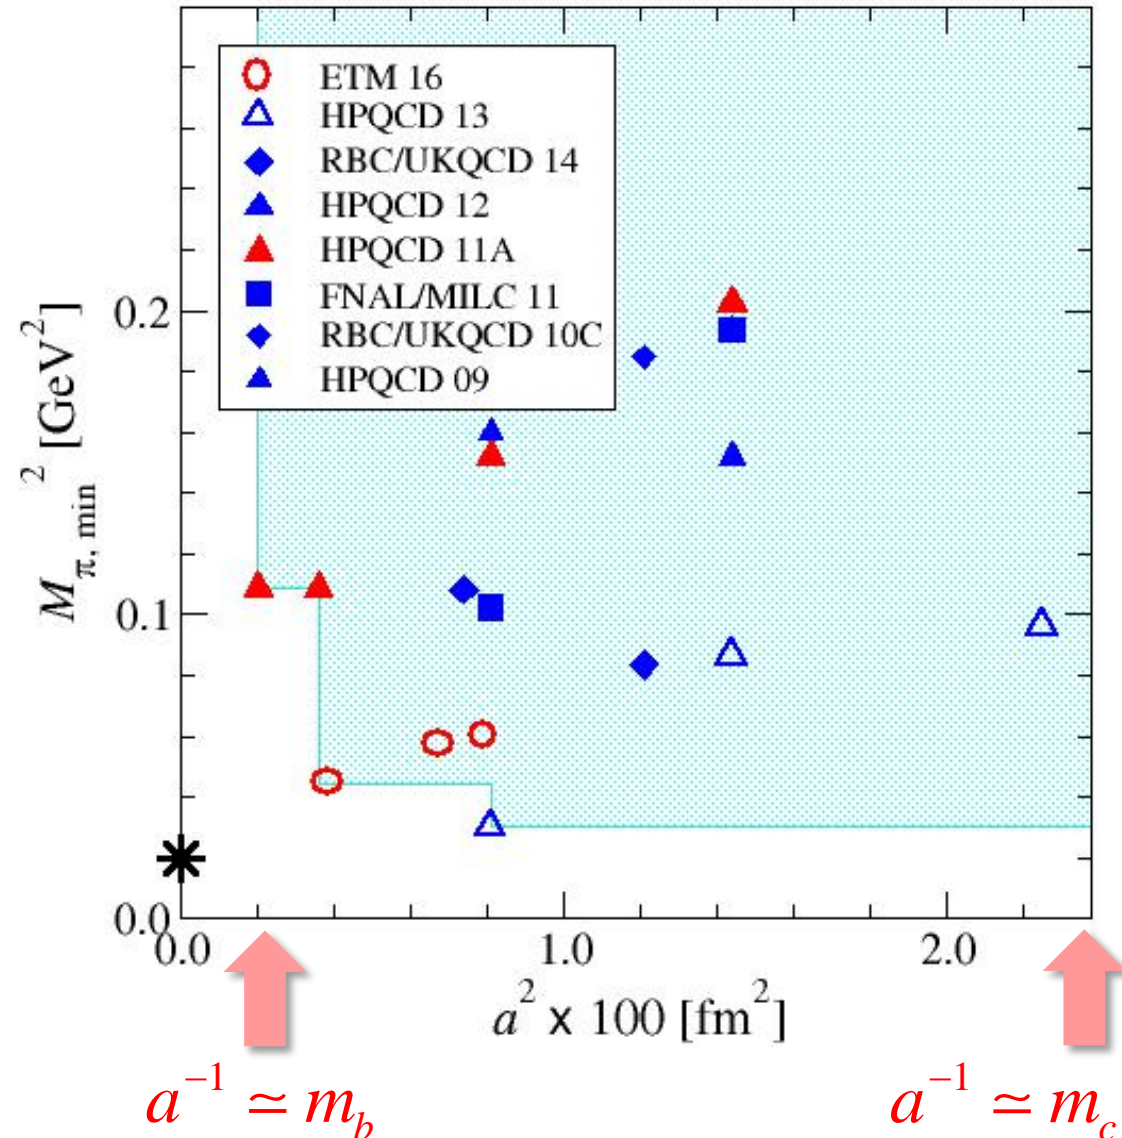 ETM 16
HPQCD 13
RBC/UKQCD 14
HPQCD 12
HPQCD 11A
FNAL/MILC 11
RBC/UKQCD 10C
HPQCD 09
M_{π, min}^2 [GeV^2]
0.2
0.1
0.0
0.0 1.0 2.0
a^2 x 100 [fm^2]
a^{-1} ≃ m_b a^{-1} ≃ m_c